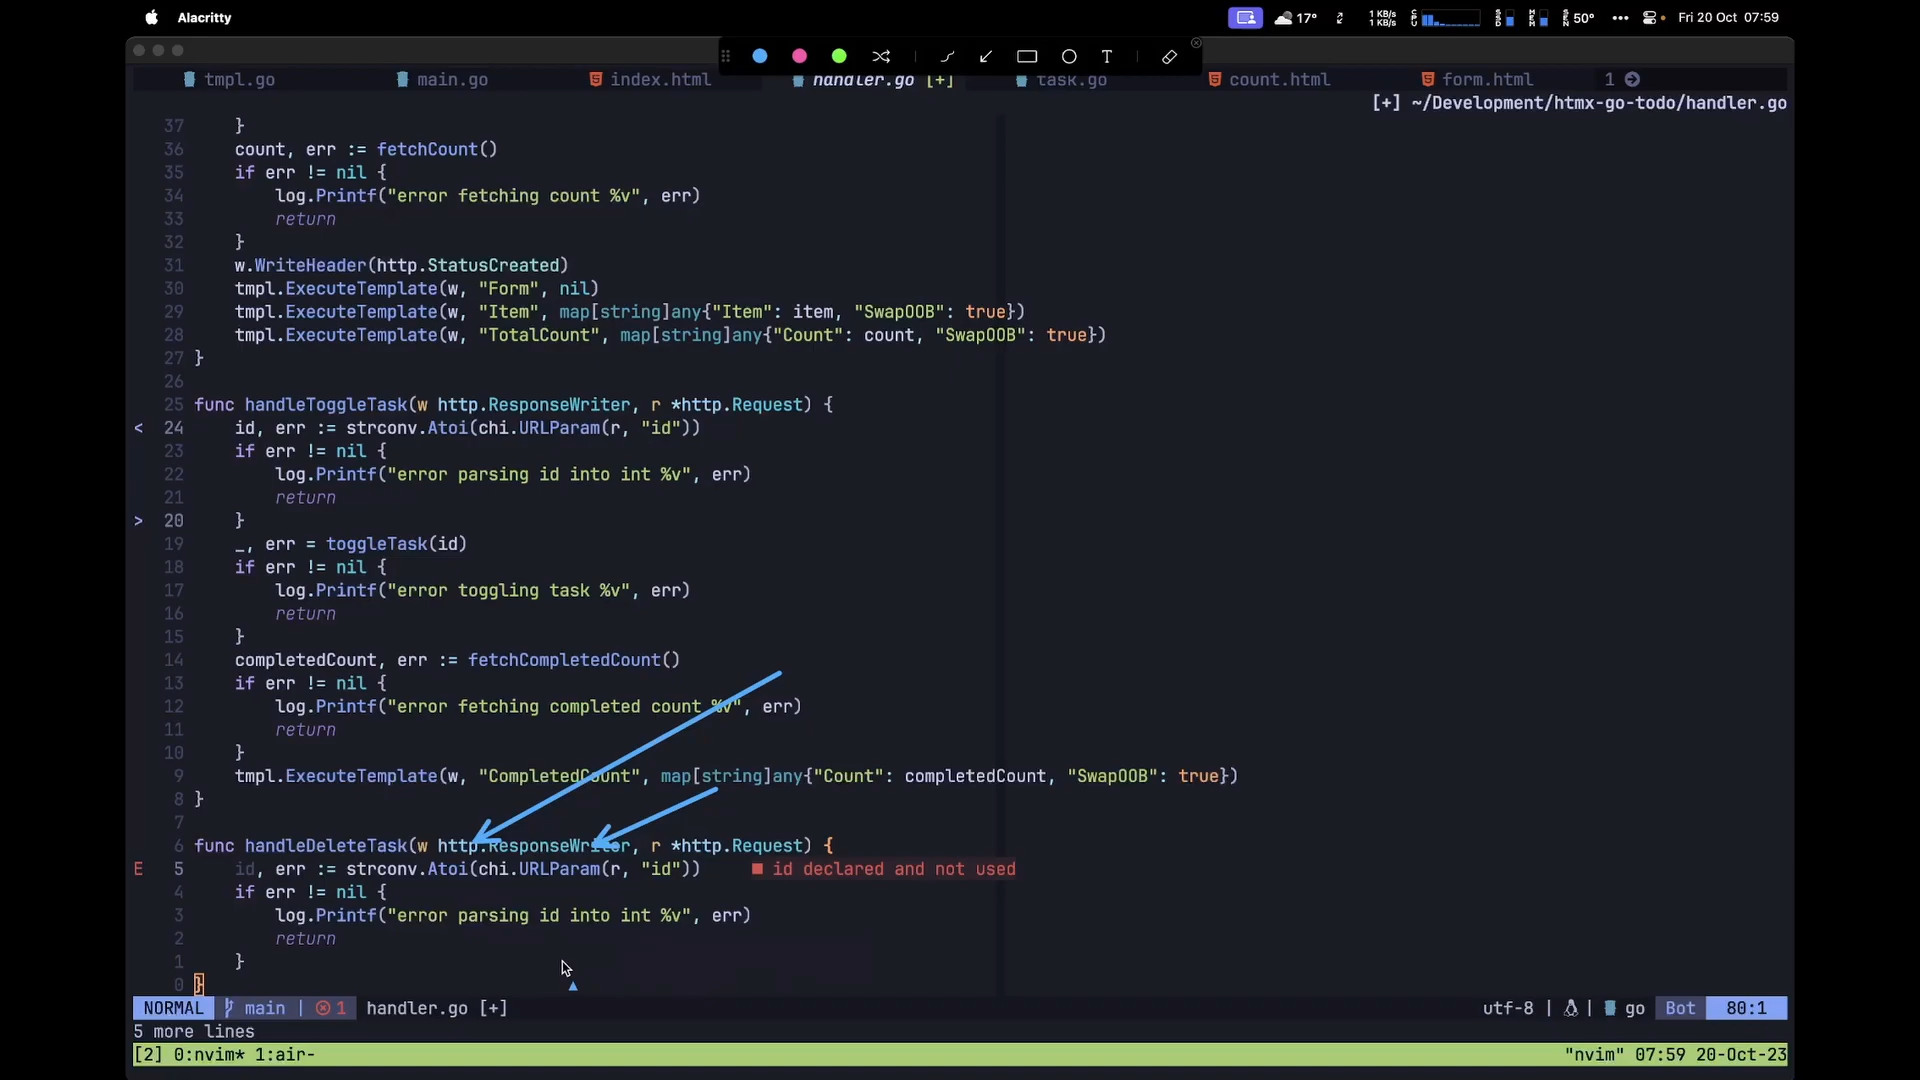 Alacritty
17°
1 KB/s
1 KB/s
50°
Fri 20 Oct 07:59
T
tmpl.go
main.go
index.html
handler.go [+]
task.go
count.html
form.html
1
[+] ~/Development/htmx-go-todo/handler.go
37 }
36 count, err := fetchCount()
35 if err != nil {
34 log.Printf("error fetching count %v", err)
33 return
32 }
31 w.WriteHeader(http.StatusCreated)
30 tmpl.ExecuteTemplate(w, "Form", nil)
29 tmpl.ExecuteTemplate(w, "Item", map[string]any{"Item": item, "SwapOOB": true})
28 tmpl.ExecuteTemplate(w, "TotalCount", map[string]any{"Count": count, "SwapOOB": true})
27 }
26
25 func handleToggleTask(w http.ResponseWriter, r *http.Request) {
< 24 id, err := strconv.Atoi(chi.URLParam(r, "id"))
23 if err != nil {
22 log.Printf("error parsing id into int %v", err)
21 return
> 20 }
19 _, err = toggleTask(id)
18 if err != nil {
17 log.Printf("error toggling task %v", err)
16 return
15 }
14 completedCount, err := fetchCompletedCount()
13 if err != nil {
12 log.Printf("error fetching completed count %v", err)
11 return
10 }
9 tmpl.ExecuteTemplate(w, "CompletedCount", map[string]any{"Count": completedCount, "SwapOOB": true})
8 }
7
6 func handleDeleteTask(w http.ResponseWriter, r *http.Request) {
E 5 id, err := strconv.Atoi(chi.URLParam(r, "id")) ■ id declared and not used
4 if err != nil {
3 log.Printf("error parsing id into int %v", err)
2 return
1 }
0 }
NORMAL main | 1 handler.go [+]
utf-8 | | go Bot 80:1
5 more lines
[2] 0:nvim* 1:air-
"nvim" 07:59 20-Oct-23